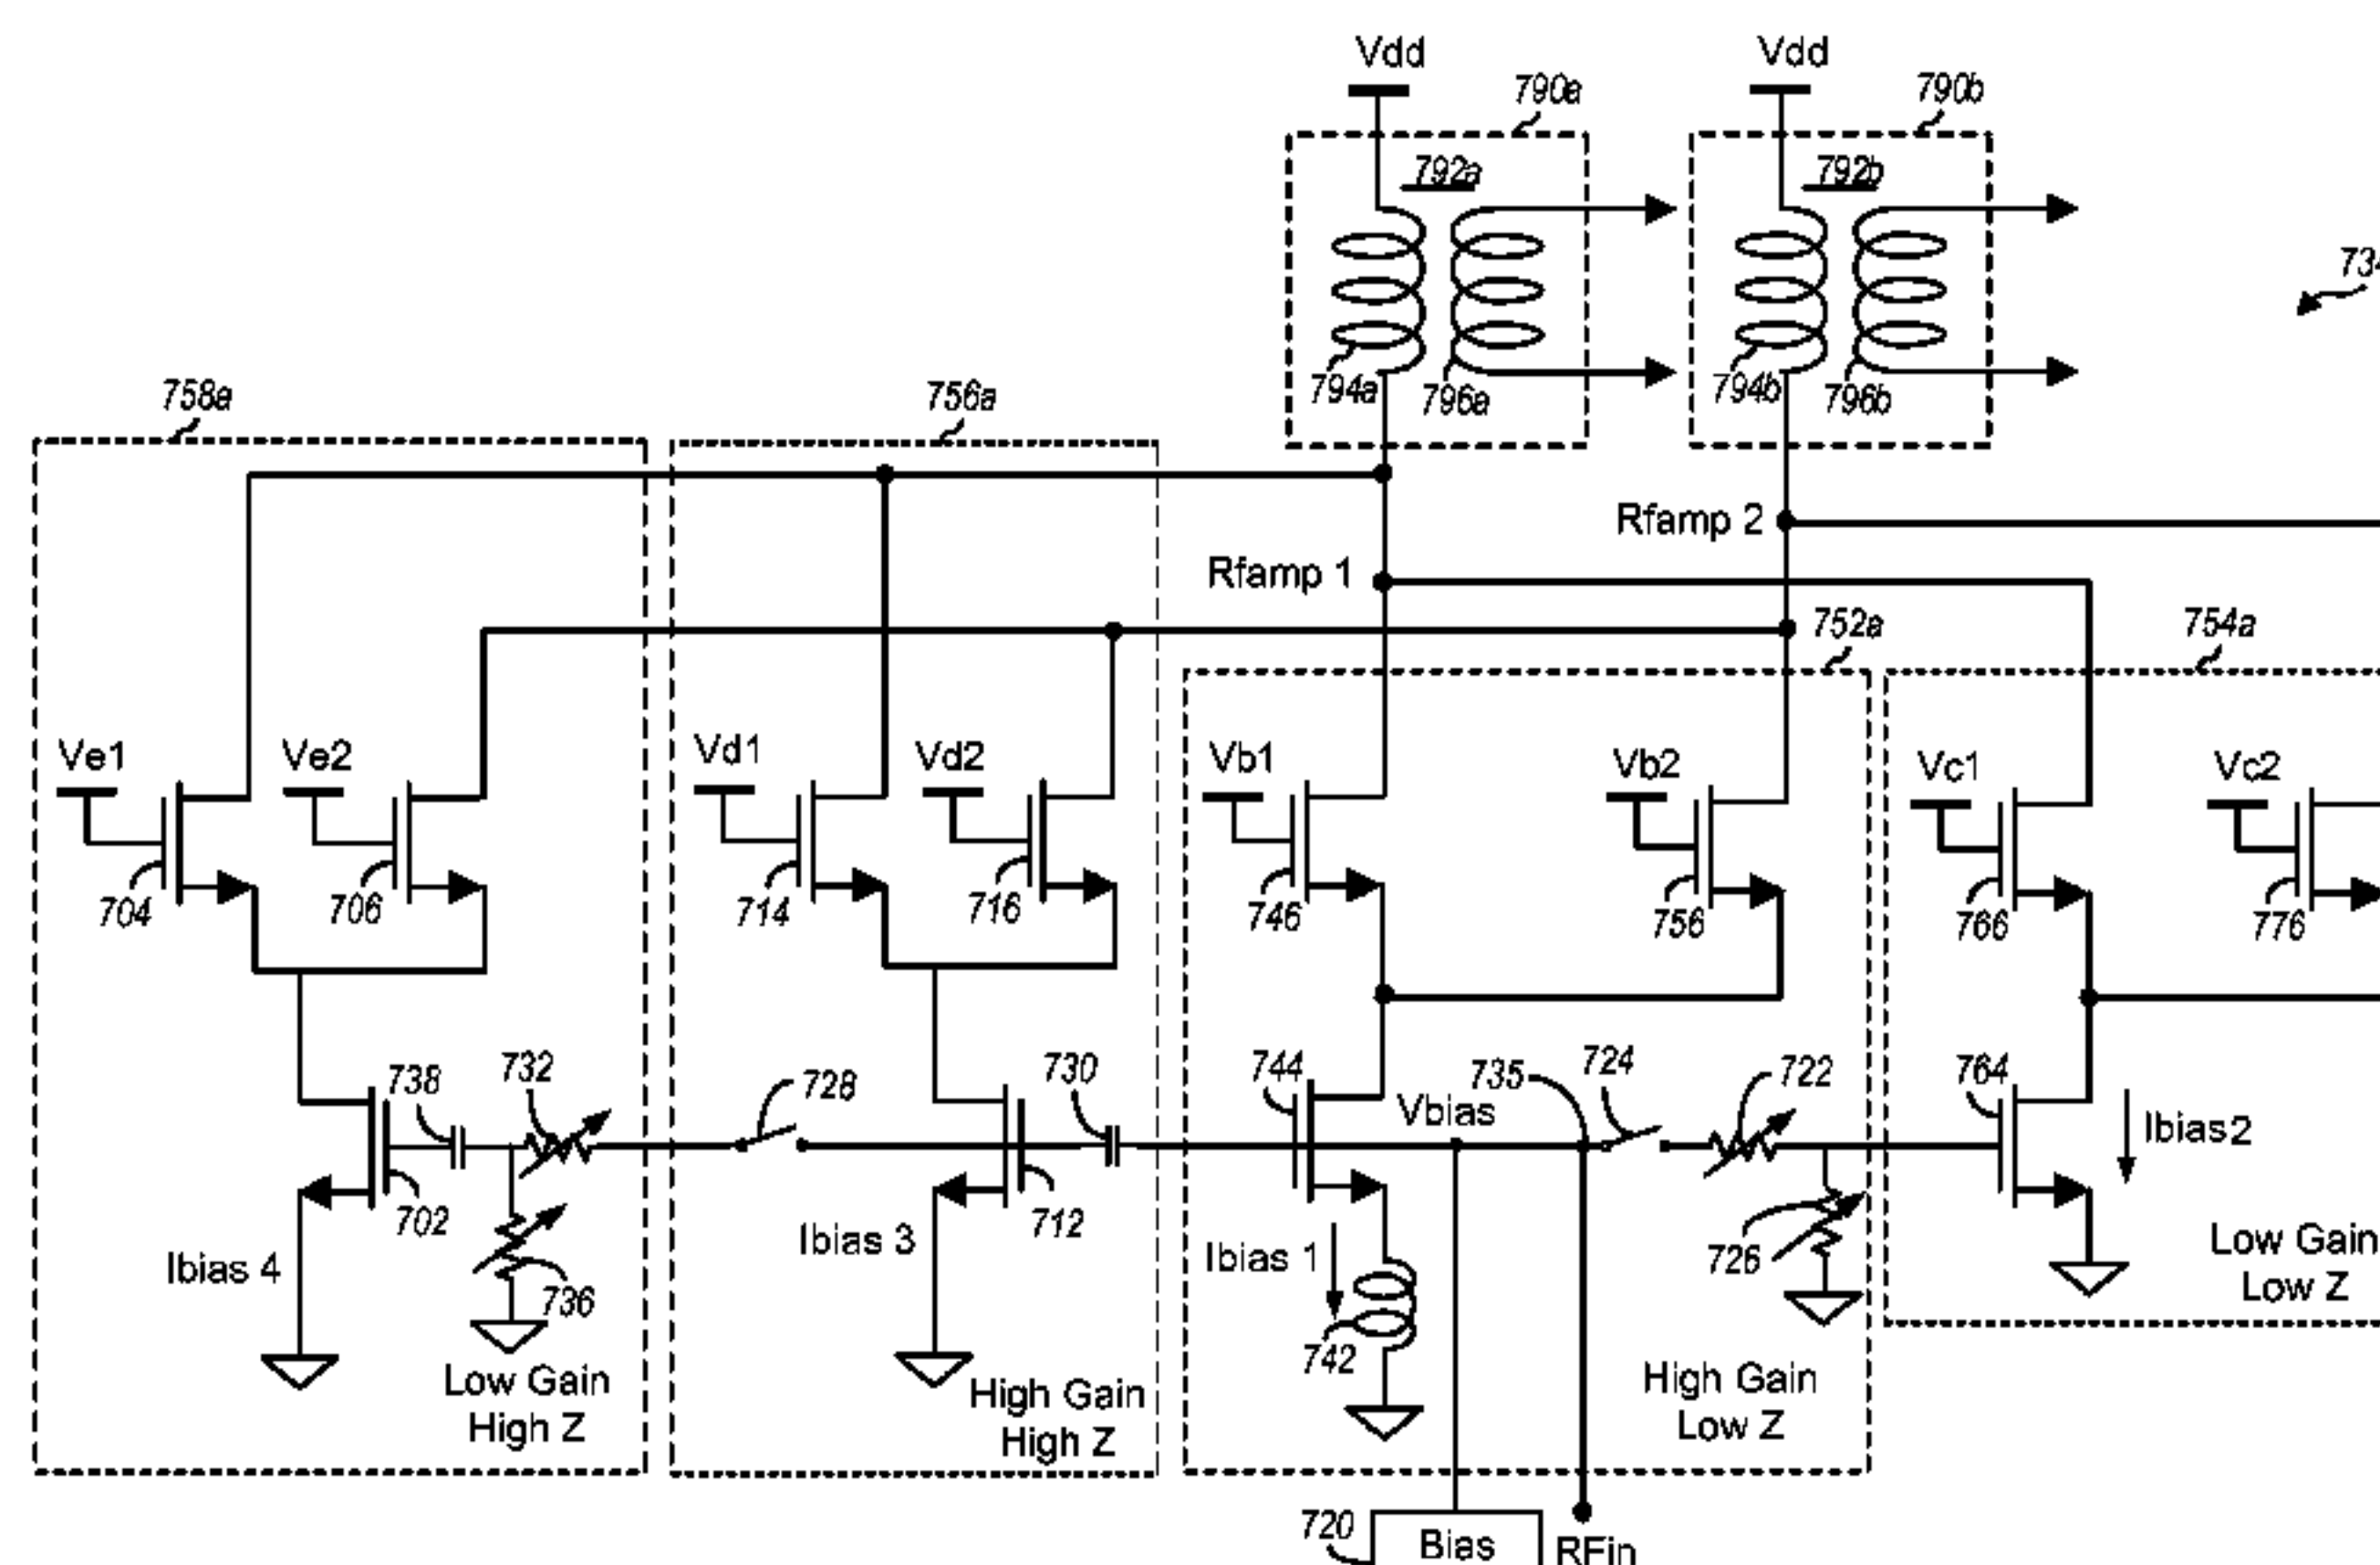 Vdd
Vdd
790a
790b
792a
792b
734
794a
796a
794b
796b
758a
756a
Rfamp 2
Rfamp 1
752a
754a
Ve1
Ve2
Vd1
Vd2
Vb1
Vb2
Vc1
Vc2
704
706
714
716
746
756
766
776
738
732
728
730
744
Vbias
735
724
722
764
Ibias2
702
712
Ibias 4
736
Ibias 3
Ibias 1
742
726
Low Gain
High Z
High Gain
High Z
High Gain
Low Z
Low Gain
Low Z
720
Bias
RFin